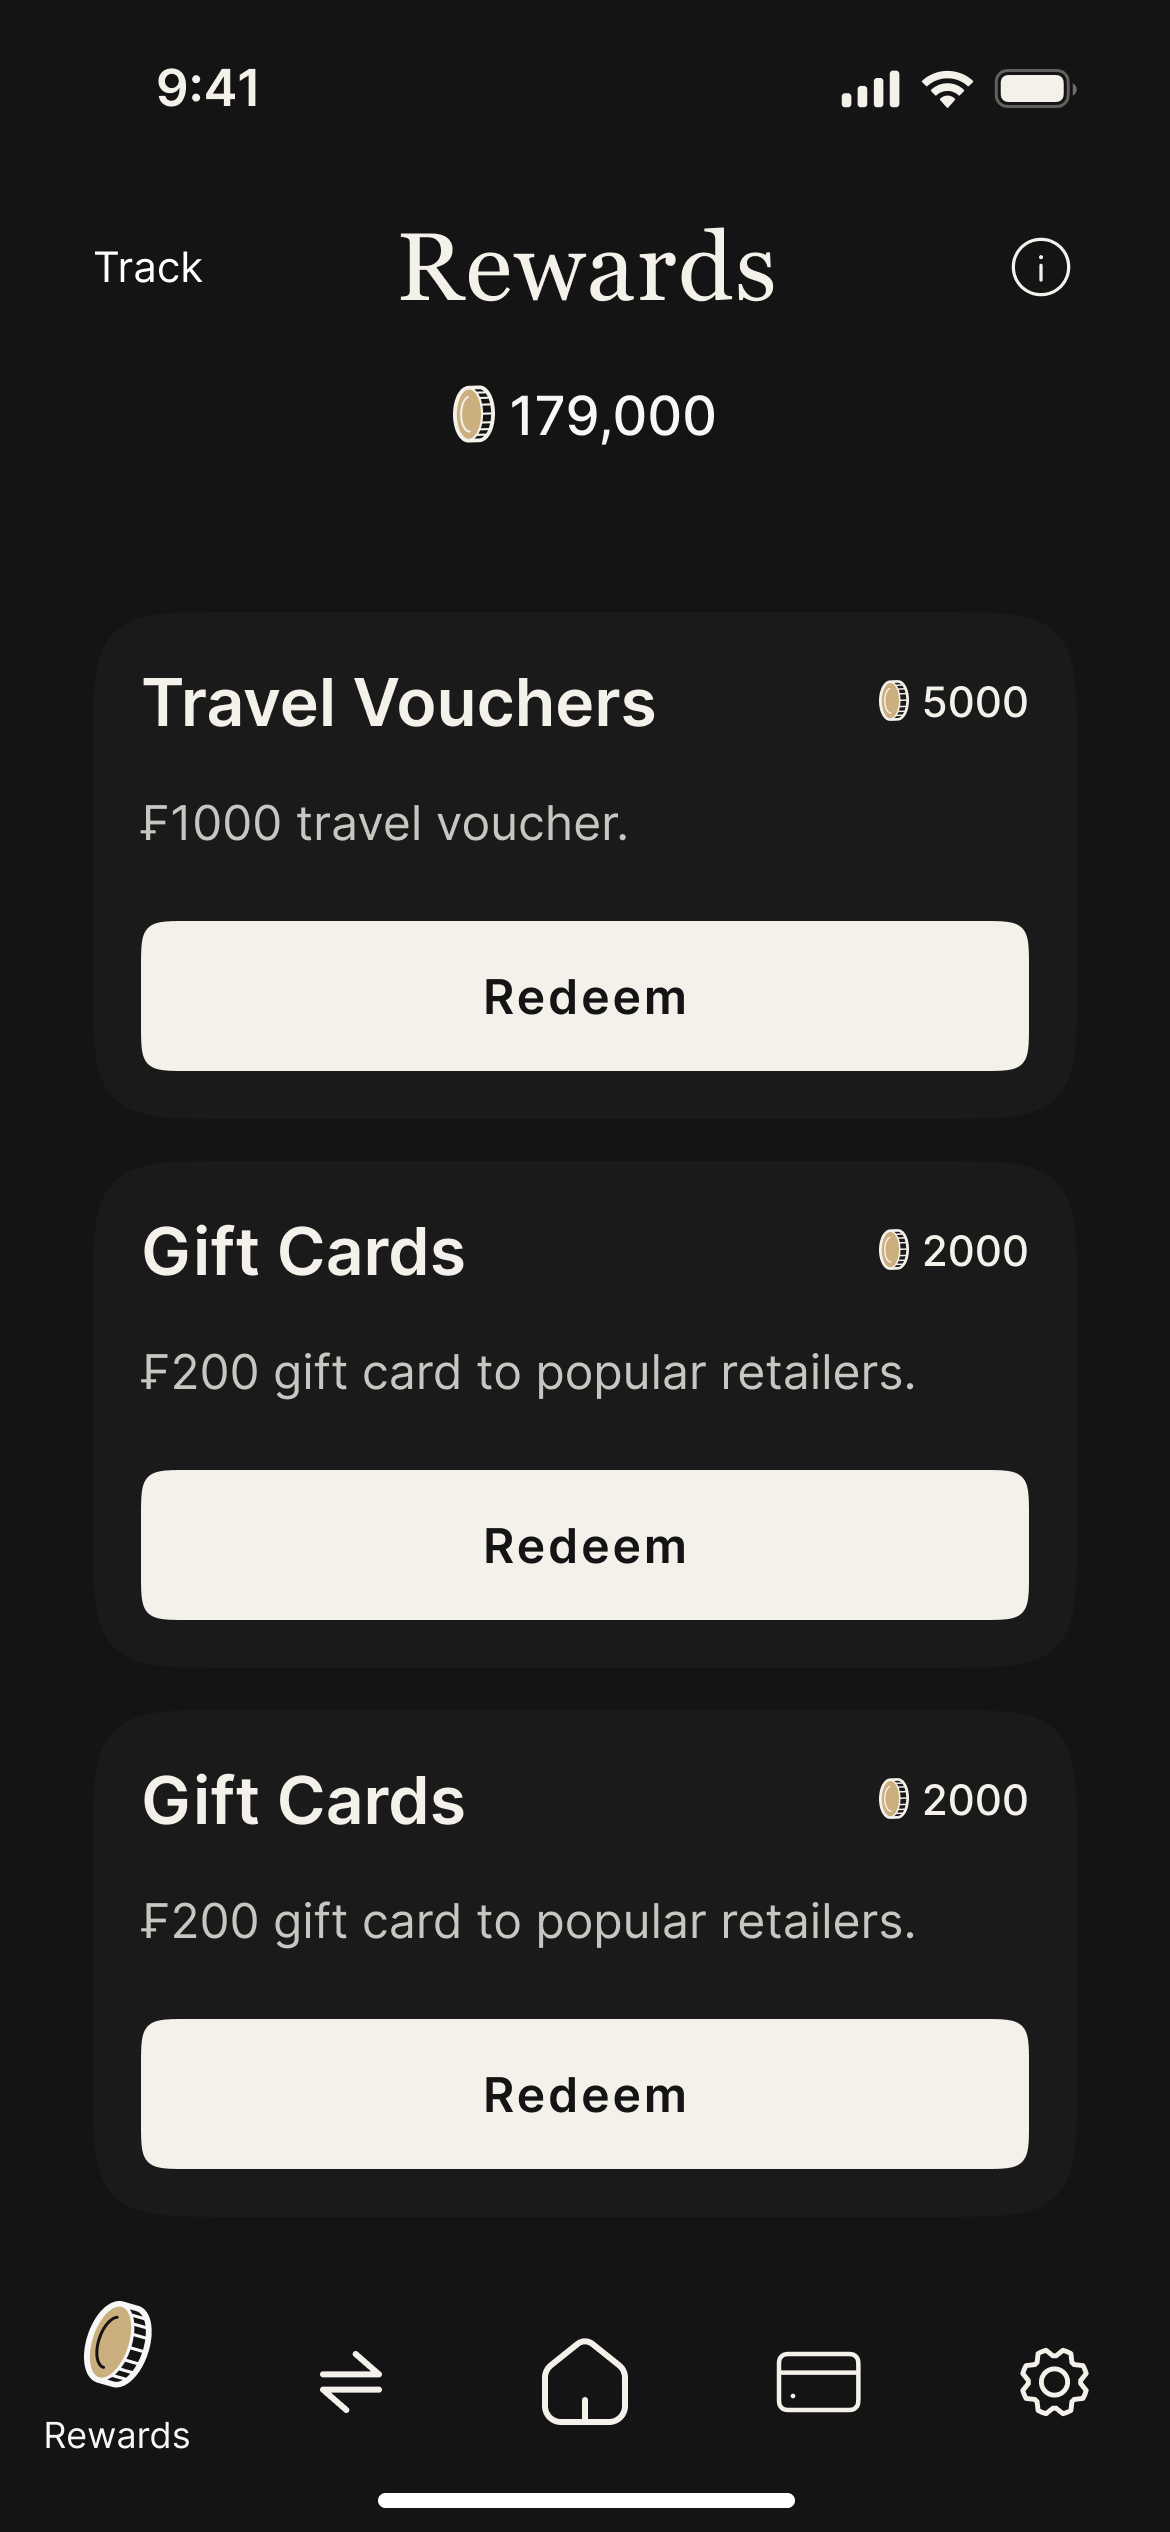 9:41
Track
Rewards
179,000
Travel Vouchers
5000
₣1000 travel voucher.
Redeem
Gift Cards
2000
₣200 gift card to popular retailers.
Redeem
Gift Cards
2000
₣200 gift card to popular retailers.
Redeem
Rewards